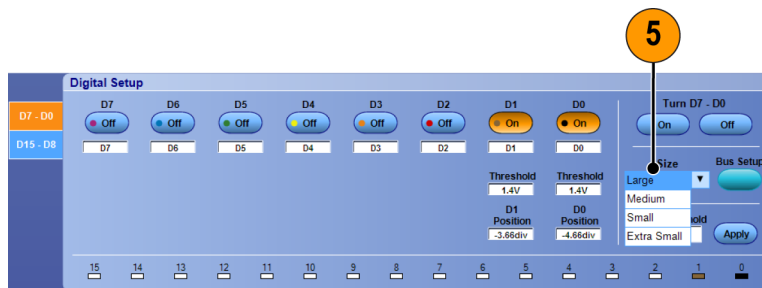 5
Digital Setup
D7 - D0
D15 - D8
D7 D6 D5 D4 D3 D2 D1 D0 Turn D7 - D0
Off Off Off Off Off Off On On On Off
D7 D6 D5 D4 D3 D2 D1 D0
Size Bus Setup
Large
Medium
Small
Extra Small
Threshold Threshold
1.4V 1.4V
D1 D0
Position Position
-3.66div -4.66div
Apply
15 14 13 12 11 10 9 8 7 6 5 4 3 2 1 0